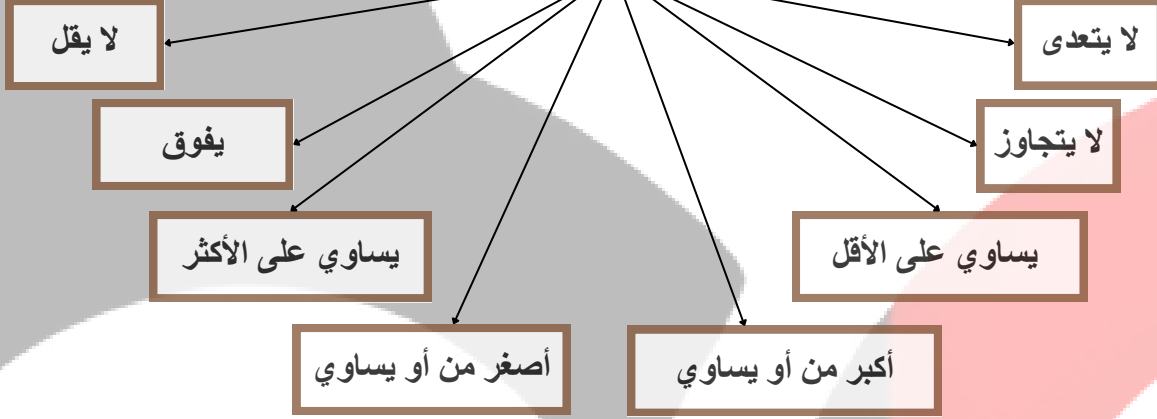 لا يتعدى
لا يقل
لا يتجاوز
يفوق
يساوي على الأقل
يساوي على الأكثر
أكبر من أو يساوي
أصغر من أو يساوي